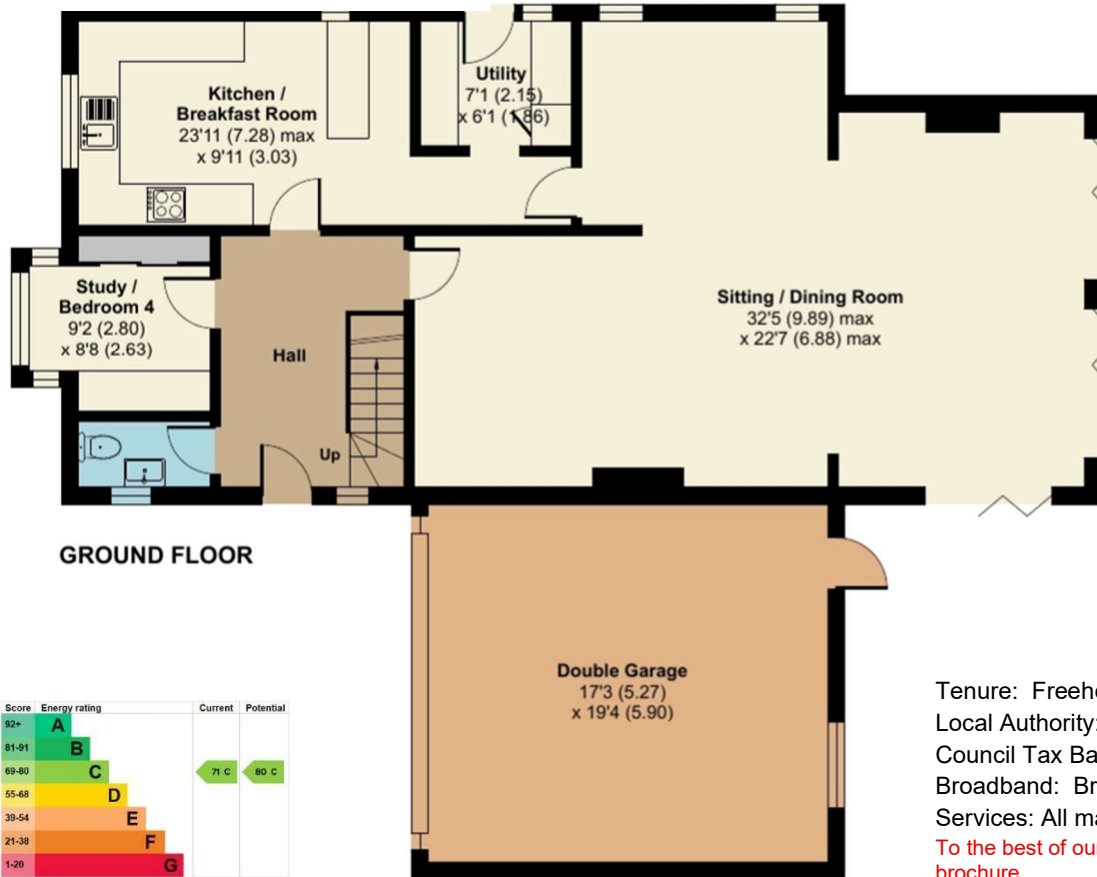 Kitchen /
Breakfast Room
23'11 (7.28) max
x 9'11 (3.03)
Utility
7'1 (2.15)
x 6'1 (1.86)
Study /
Bedroom 4
9'2 (2.80)
x 8'8 (2.63)
Hall
Up
Sitting / Dining Room
32'5 (9.89) max
x 22'7 (6.88) max
GROUND FLOOR
Double Garage
17'3 (5.27)
x 19'4 (5.90)
Score Energy rating Current Potential
92+ A
81-91 B
69-80 C 71 C 80 C
55-68 D
39-54 E
21-38 F
1-20 G
Tenure: Freeh
Local Authority:
Council Tax Ba
Broadband: Br
Services: All ma
To the best of ou
brochure